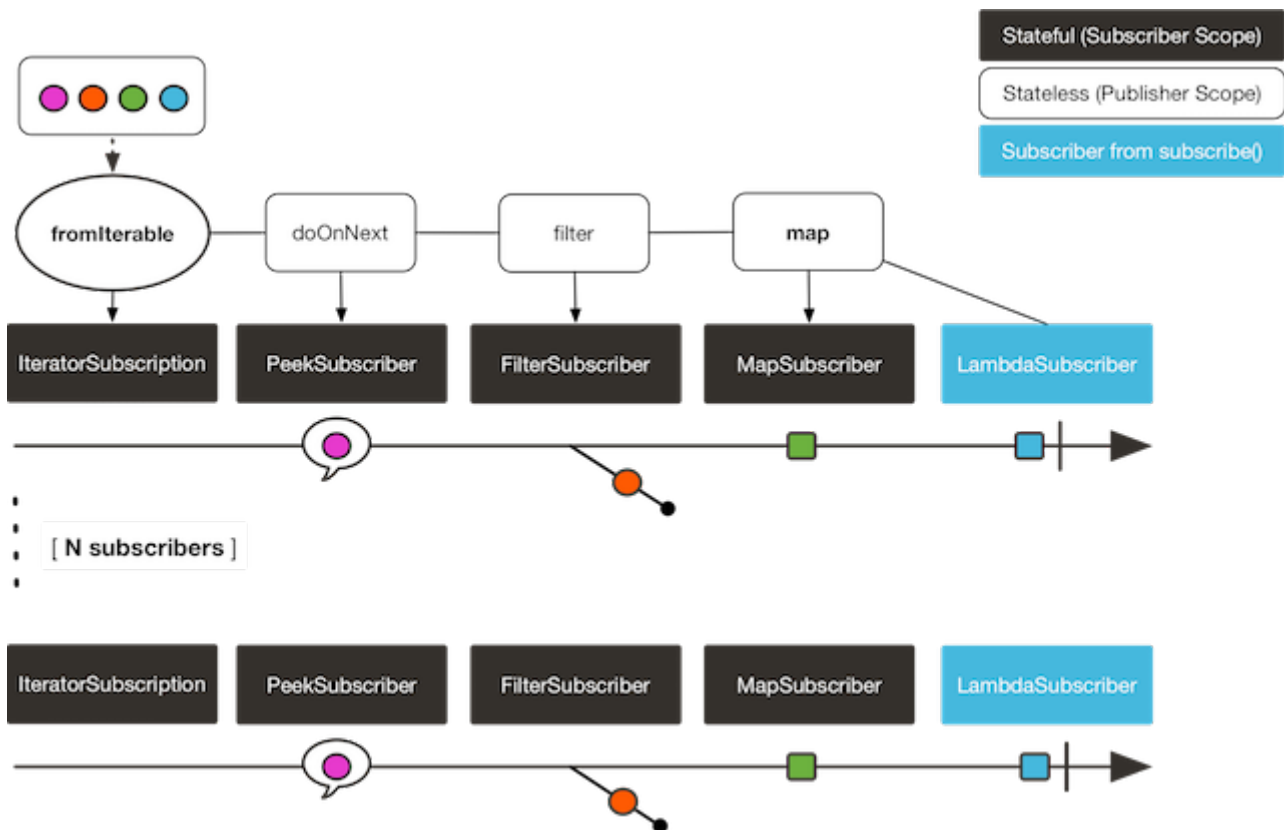 Stateful (Subscriber Scope)
Stateless (Publisher Scope)
Subscriber from subscribe()
fromIterable
doOnNext
filter
map
IteratorSubscription
PeekSubscriber
FilterSubscriber
MapSubscriber
LambdaSubscriber
[ N subscribers ]
IteratorSubscription
PeekSubscriber
FilterSubscriber
MapSubscriber
LambdaSubscriber